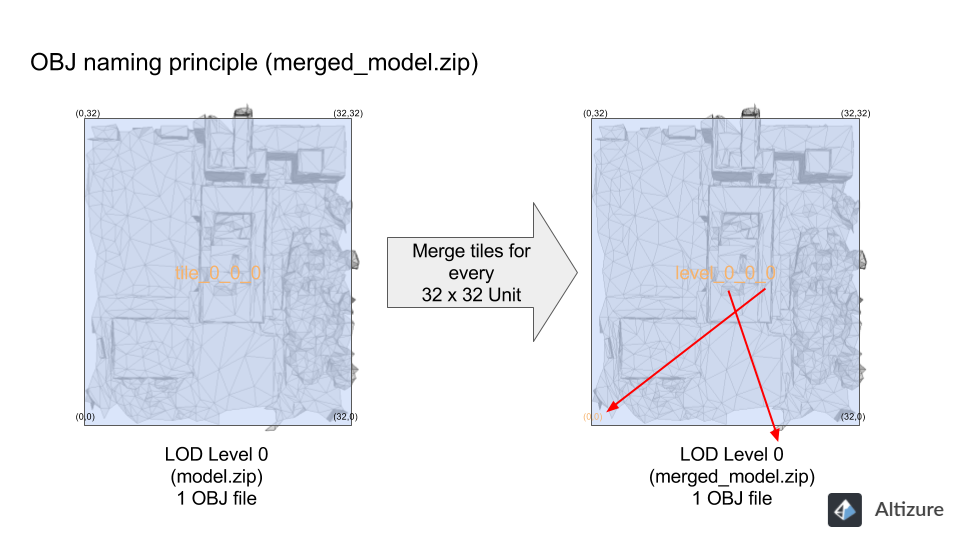 OBJ naming principle (merged_model.zip)
(0,32)
(32,32)
(0,32)
(32,32)
tile_0_0_0
Merge tiles for
every
32 x 32 Unit
level_0_0_0
(0,0)
(32,0)
(0,0)
(32,0)
LOD Level 0
(model.zip)
1 OBJ file
LOD Level 0
(merged_model.zip)
1 OBJ file
Altizure